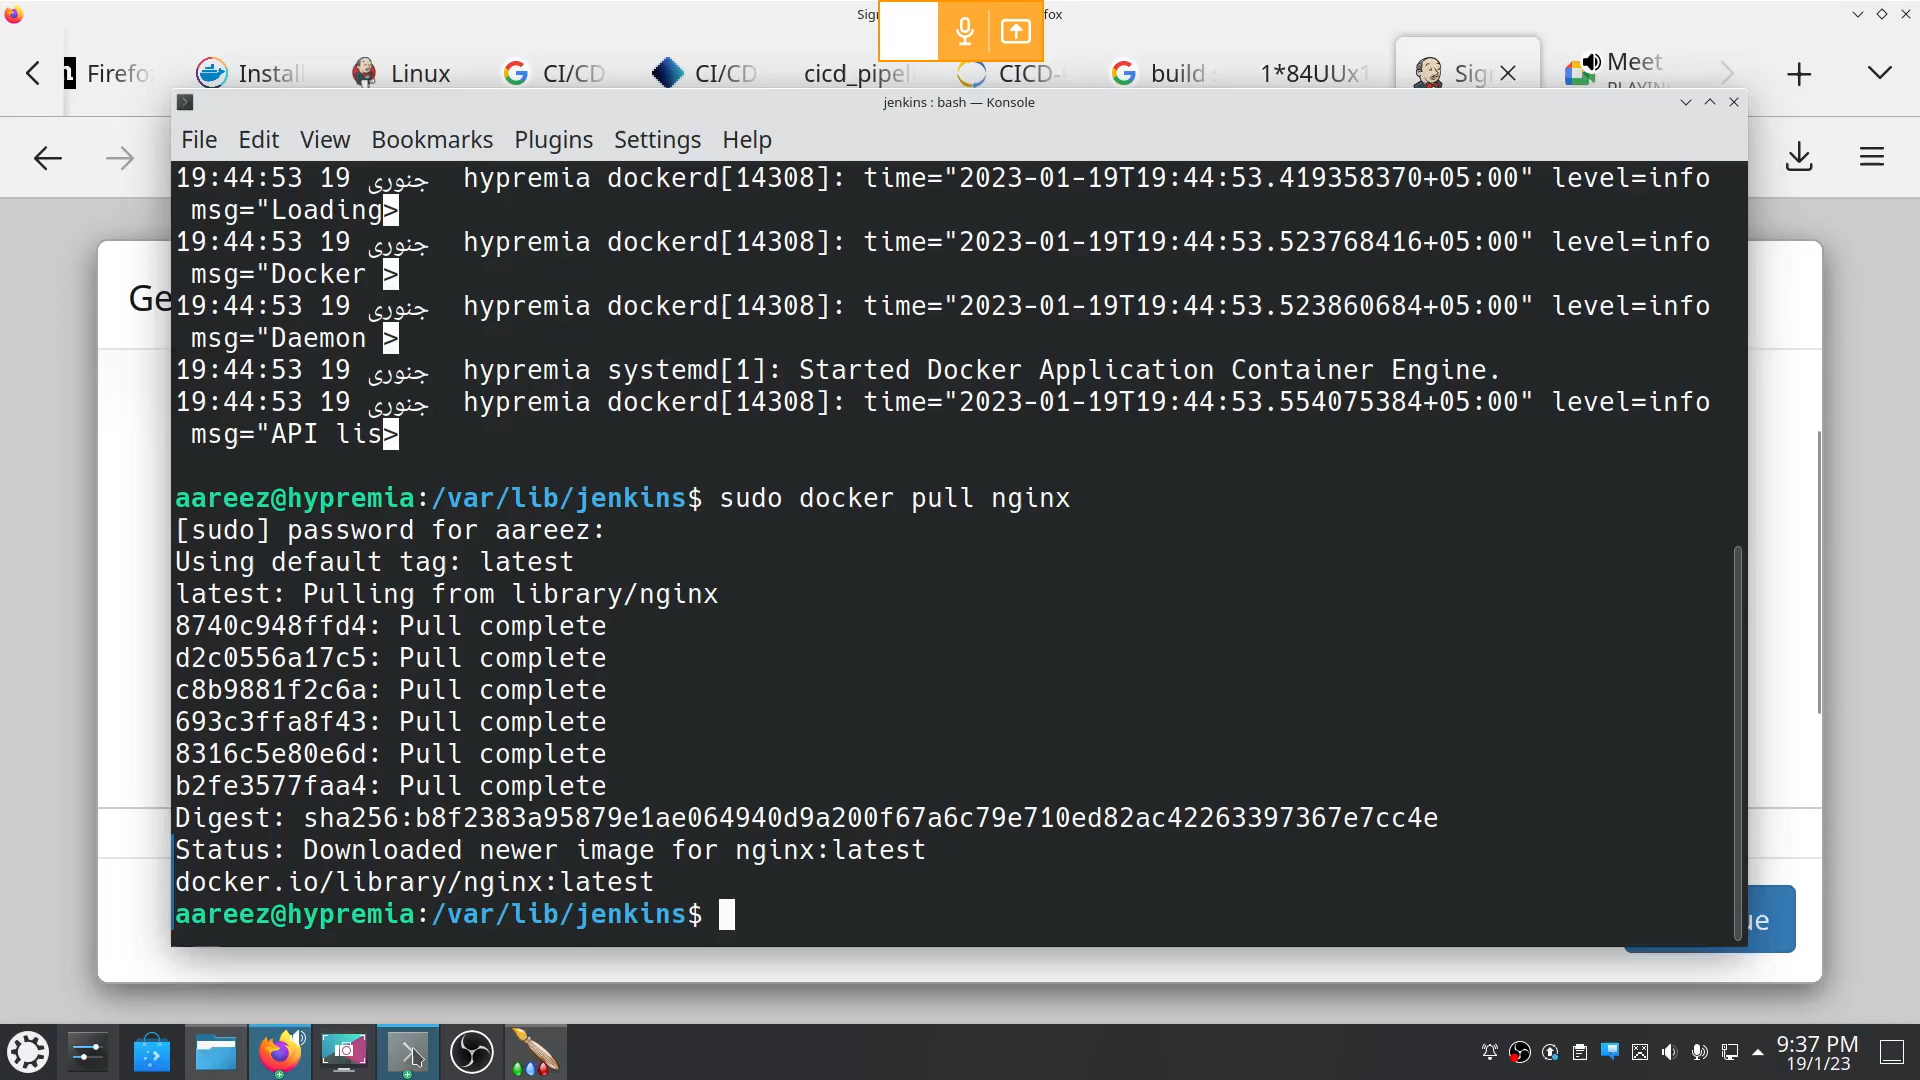 Sig
fox
Firefo
Install
Linux
CI/CD
CI/CD
cicd_pipel
CICD-
build
1*84UUx1
Sig
Meet
PLAYING
jenkins : bash — Konsole
File Edit View Bookmarks Plugins Settings Help
19:44:53 19 جنوری hypremia dockerd[14308]: time="2023-01-19T19:44:53.419358370+05:00" level=info
msg="Loading>
19:44:53 19 جنوری hypremia dockerd[14308]: time="2023-01-19T19:44:53.523768416+05:00" level=info
msg="Docker >
19:44:53 19 جنوری hypremia dockerd[14308]: time="2023-01-19T19:44:53.523860684+05:00" level=info
msg="Daemon >
19:44:53 19 جنوری hypremia systemd[1]: Started Docker Application Container Engine.
19:44:53 19 جنوری hypremia dockerd[14308]: time="2023-01-19T19:44:53.554075384+05:00" level=info
msg="API lis>
Ge
aareez@hypremia:/var/lib/jenkins$ sudo docker pull nginx
[sudo] password for aareez:
Using default tag: latest
latest: Pulling from library/nginx
8740c948ffd4: Pull complete
d2c0556a17c5: Pull complete
c8b9881f2c6a: Pull complete
693c3ffa8f43: Pull complete
8316c5e80e6d: Pull complete
b2fe3577faa4: Pull complete
Digest: sha256:b8f2383a95879e1ae064940d9a200f67a6c79e710ed82ac42263397367e7cc4e
Status: Downloaded newer image for nginx:latest
docker.io/library/nginx:latest
aareez@hypremia:/var/lib/jenkins$
ue
9:37 PM
19/1/23